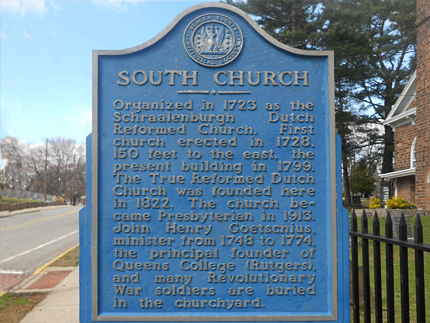 SOUTH CHURCH
Organized in 1723 as the
Schraalenburgh Dutch
Reformed Church. First
church erected in 1728,
150 feet to the east, the
present building in 1799.
The True Reformed Dutch
Church was founded here
in 1822. The church be-
came Presbyterian in 1913.
John Henry Goetschius,
minister from 1748 to 1774,
the principal founder of
Queens College (Rutgers),
and many Revolutionary
War soldiers are buried
in the churchyard.